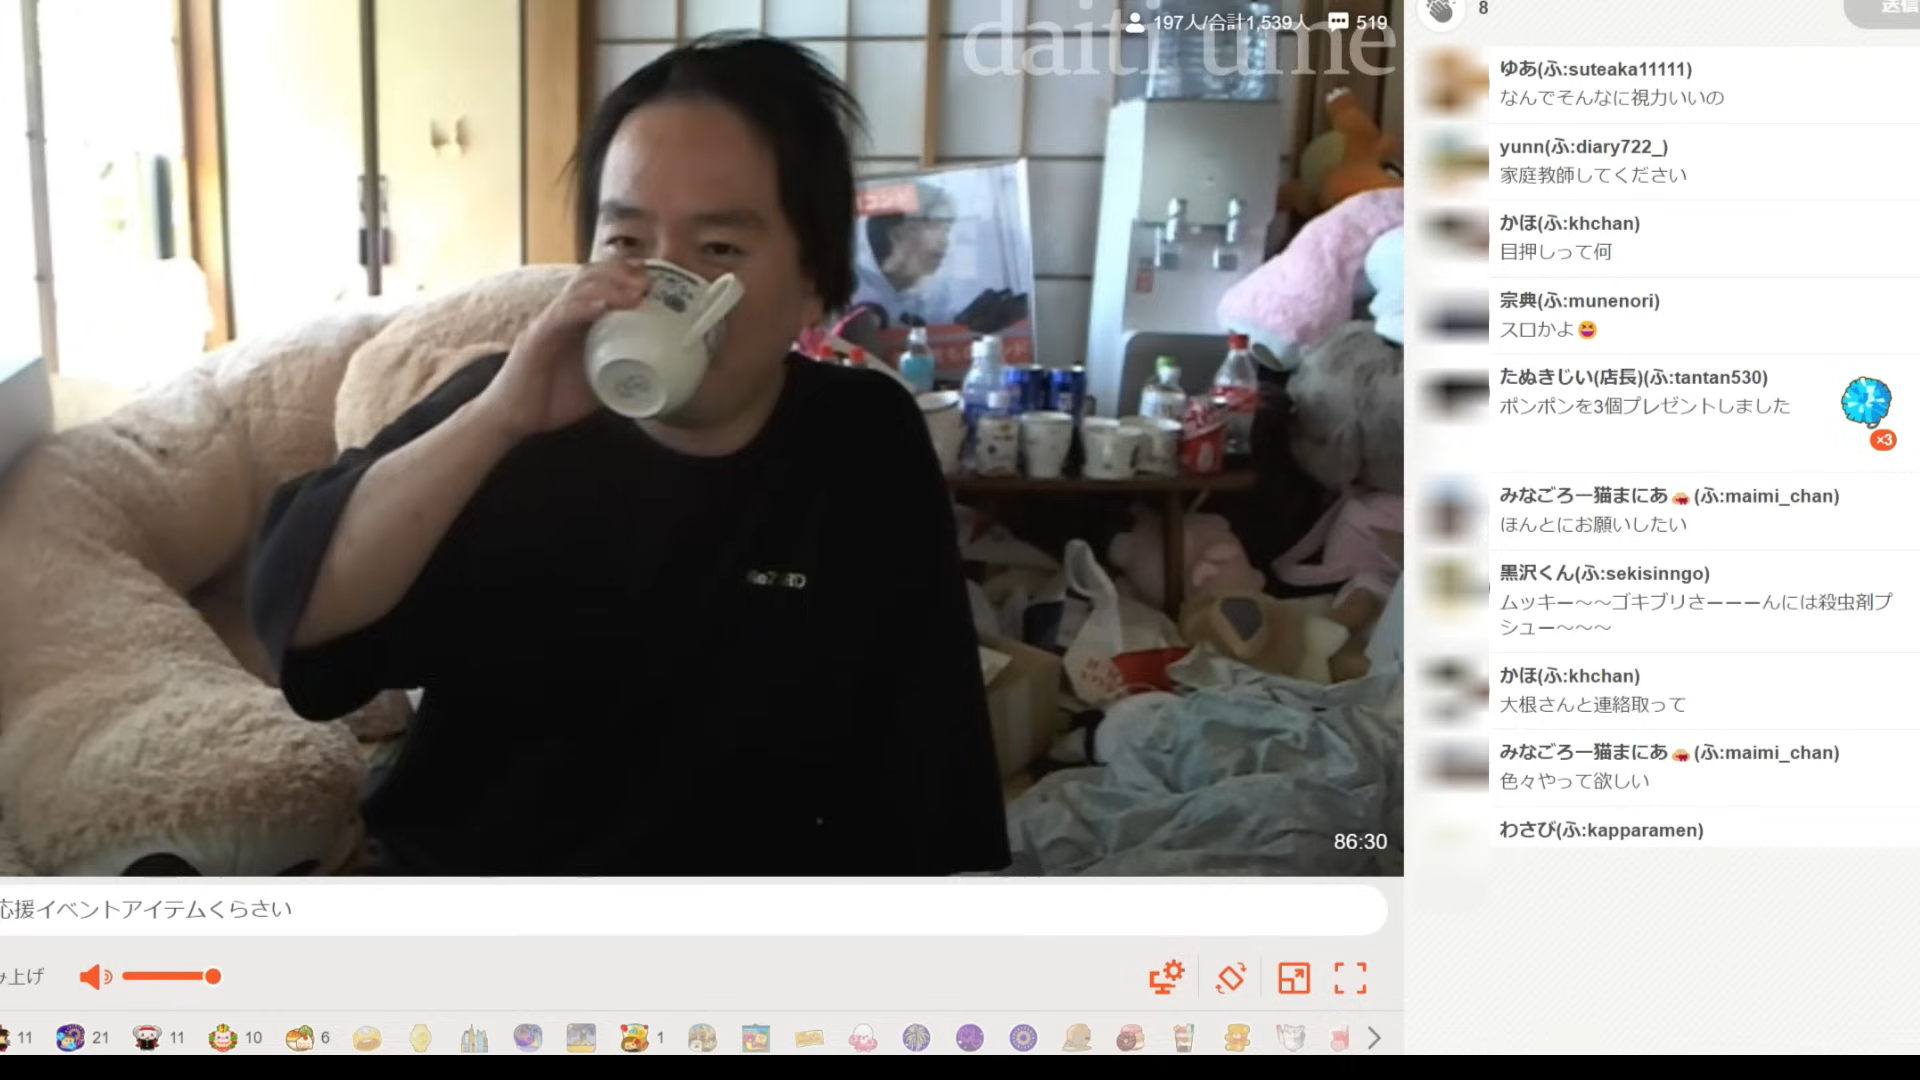 daiti ume
197人/合計1,539人 519
86:30
応援イベントアイテムくらさい
み上げ
11 21 11 10 6 1
8
送信
ゆあ(ふ:suteaka11111)
なんでそんなに視力いいの
yunn(ふ:diary722_)
家庭教師してください
かほ(ふ:khchan)
目押しって何
宗典(ふ:munenori)
スロかよ😆
たぬきじい(店長)(ふ:tantan530)
ポンポンを3個プレゼントしました
×3
みなごろー猫まにあ(ふ:maimi_chan)
ほんとにお願いしたい
黒沢くん(ふ:sekisinngo)
ムッキー〜〜ゴキブリさーーーんには殺虫剤プ
シュー〜〜〜
かほ(ふ:khchan)
大根さんと連絡取って
みなごろー猫まにあ(ふ:maimi_chan)
色々やって欲しい
わさび(ふ:kapparamen)